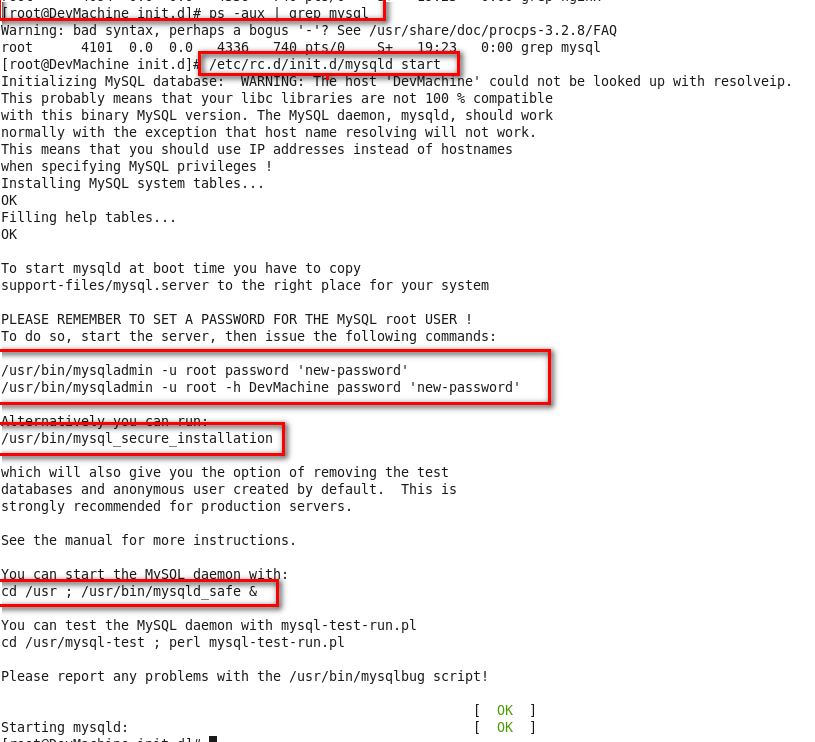 [root@DevMachine init.d]# ps -aux | grep mysql
Warning: bad syntax, perhaps a bogus '-'? See /usr/share/doc/procps-3.2.8/FAQ
root      4101  0.0  0.0   4336   740 pts/0    S+   19:23   0:00 grep mysql
[root@DevMachine init.d]# /etc/rc.d/init.d/mysqld start
Initializing MySQL database:  WARNING: The host 'DevMachine' could not be looked up with resolveip.
This probably means that your libc libraries are not 100 % compatible
with this binary MySQL version. The MySQL daemon, mysqld, should work
normally with the exception that host name resolving will not work.
This means that you should use IP addresses instead of hostnames
when specifying MySQL privileges !
Installing MySQL system tables...
OK
Filling help tables...
OK
To start mysqld at boot time you have to copy
support-files/mysql.server to the right place for your system
PLEASE REMEMBER TO SET A PASSWORD FOR THE MySQL root USER !
To do so, start the server, then issue the following commands:
/usr/bin/mysqladmin -u root password 'new-password'
/usr/bin/mysqladmin -u root -h DevMachine password 'new-password'
Alternatively you can run:
/usr/bin/mysql_secure_installation
which will also give you the option of removing the test
databases and anonymous user created by default.  This is
strongly recommended for production servers.
See the manual for more instructions.
You can start the MySQL daemon with:
cd /usr ; /usr/bin/mysqld_safe &
You can test the MySQL daemon with mysql-test-run.pl
cd /usr/mysql-test ; perl mysql-test-run.pl
Please report any problems with the /usr/bin/mysqlbug script!
[  OK  ]
Starting mysqld:                                           [  OK  ]
[root@DevMachine init.d]#